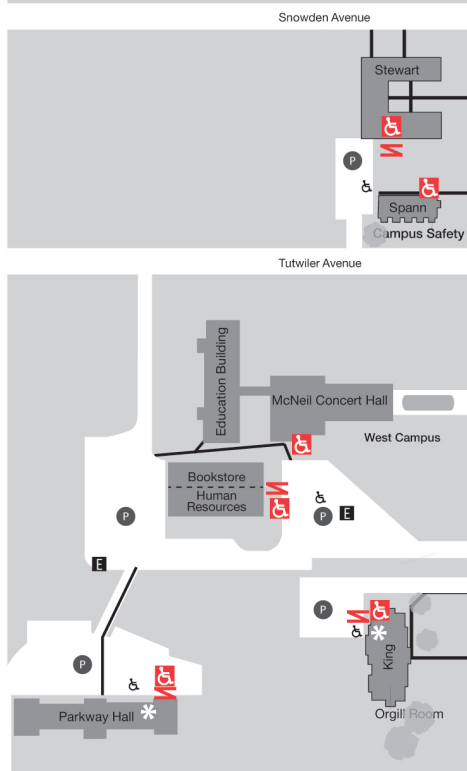 Snowden Avenue
Stewart
P
Spann
Campus Safety
Tutwiler Avenue
Education Building
McNeil Concert Hall
West Campus
Bookstore
Human
Resources
P
P
E
E
P
P
King
Parkway Hall
Orgill Room